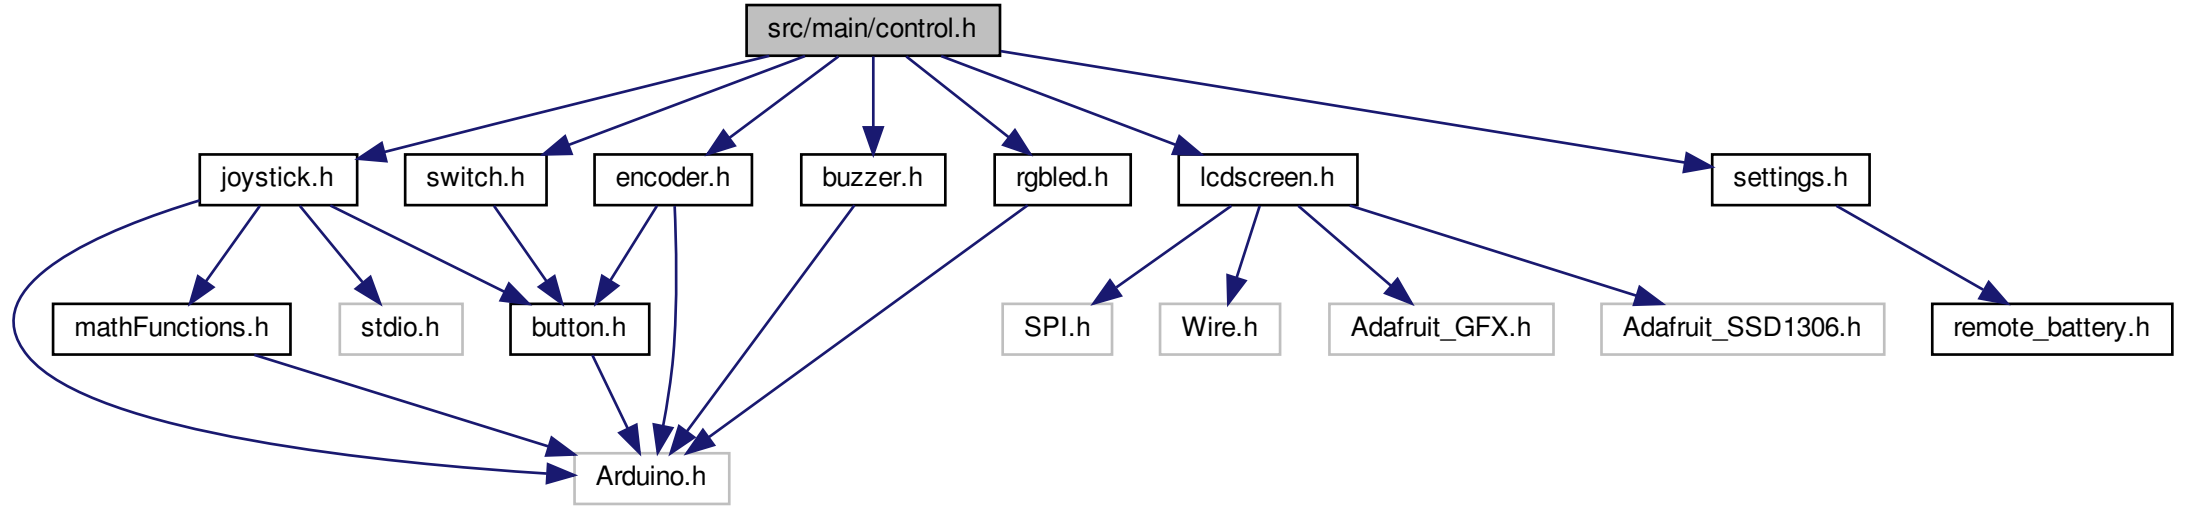 src/main/control.h
joystick.h
switch.h
encoder.h
buzzer.h
rgbled.h
lcdscreen.h
settings.h
mathFunctions.h
stdio.h
button.h
SPI.h
Wire.h
Adafruit_GFX.h
Adafruit_SSD1306.h
remote_battery.h
Arduino.h